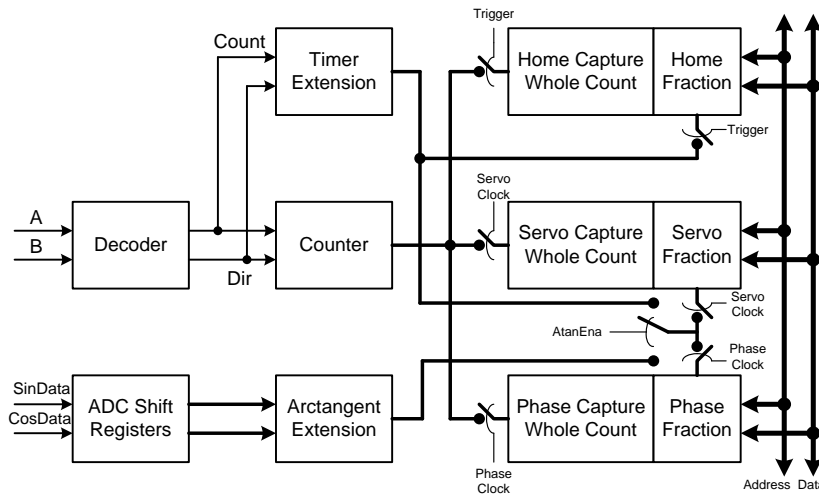 Trigger
Count
Timer
Extension
Home Capture
Whole Count
Home
Fraction
Trigger
A
B
Decoder
Dir
Counter
Servo
Clock
Servo Capture
Whole Count
Servo
Fraction
Servo
Clock
AtanEna
Phase
Clock
SinData
CosData
ADC Shift
Registers
Arctangent
Extension
Phase Capture
Whole Count
Phase
Fraction
Phase
Clock
Address
Data